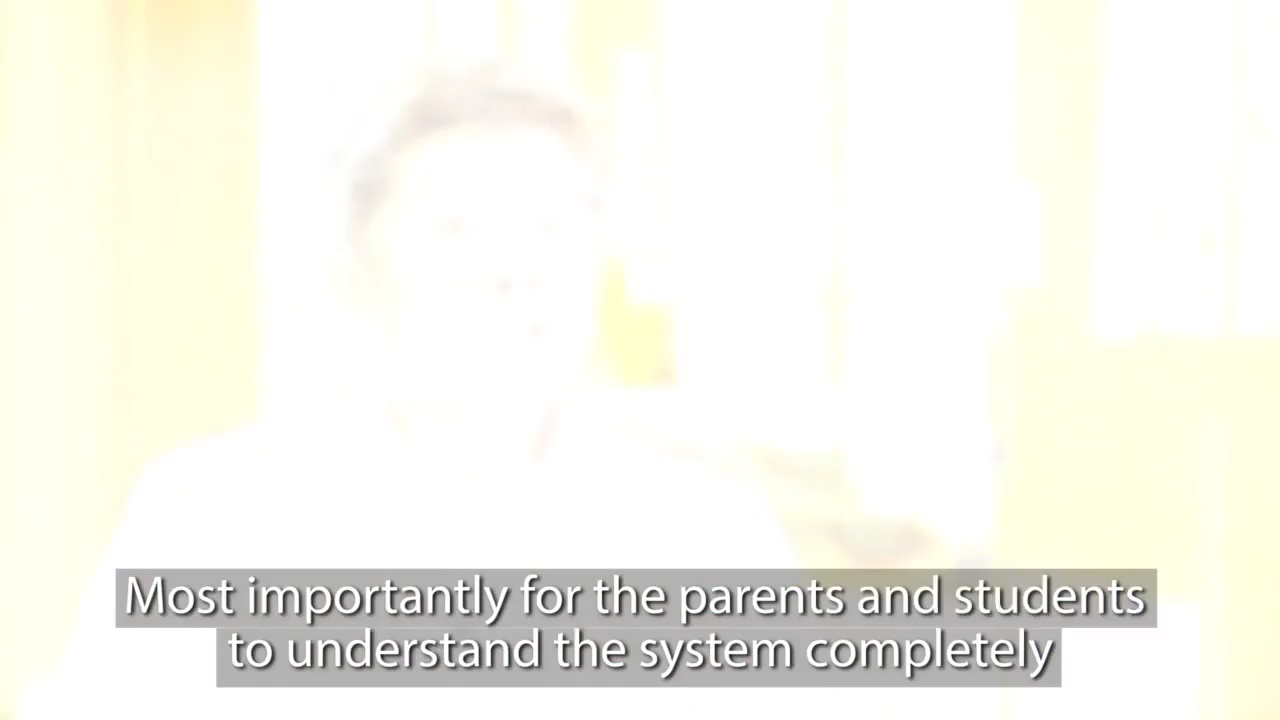 Most importantly for the parents and students
to understand the system completely